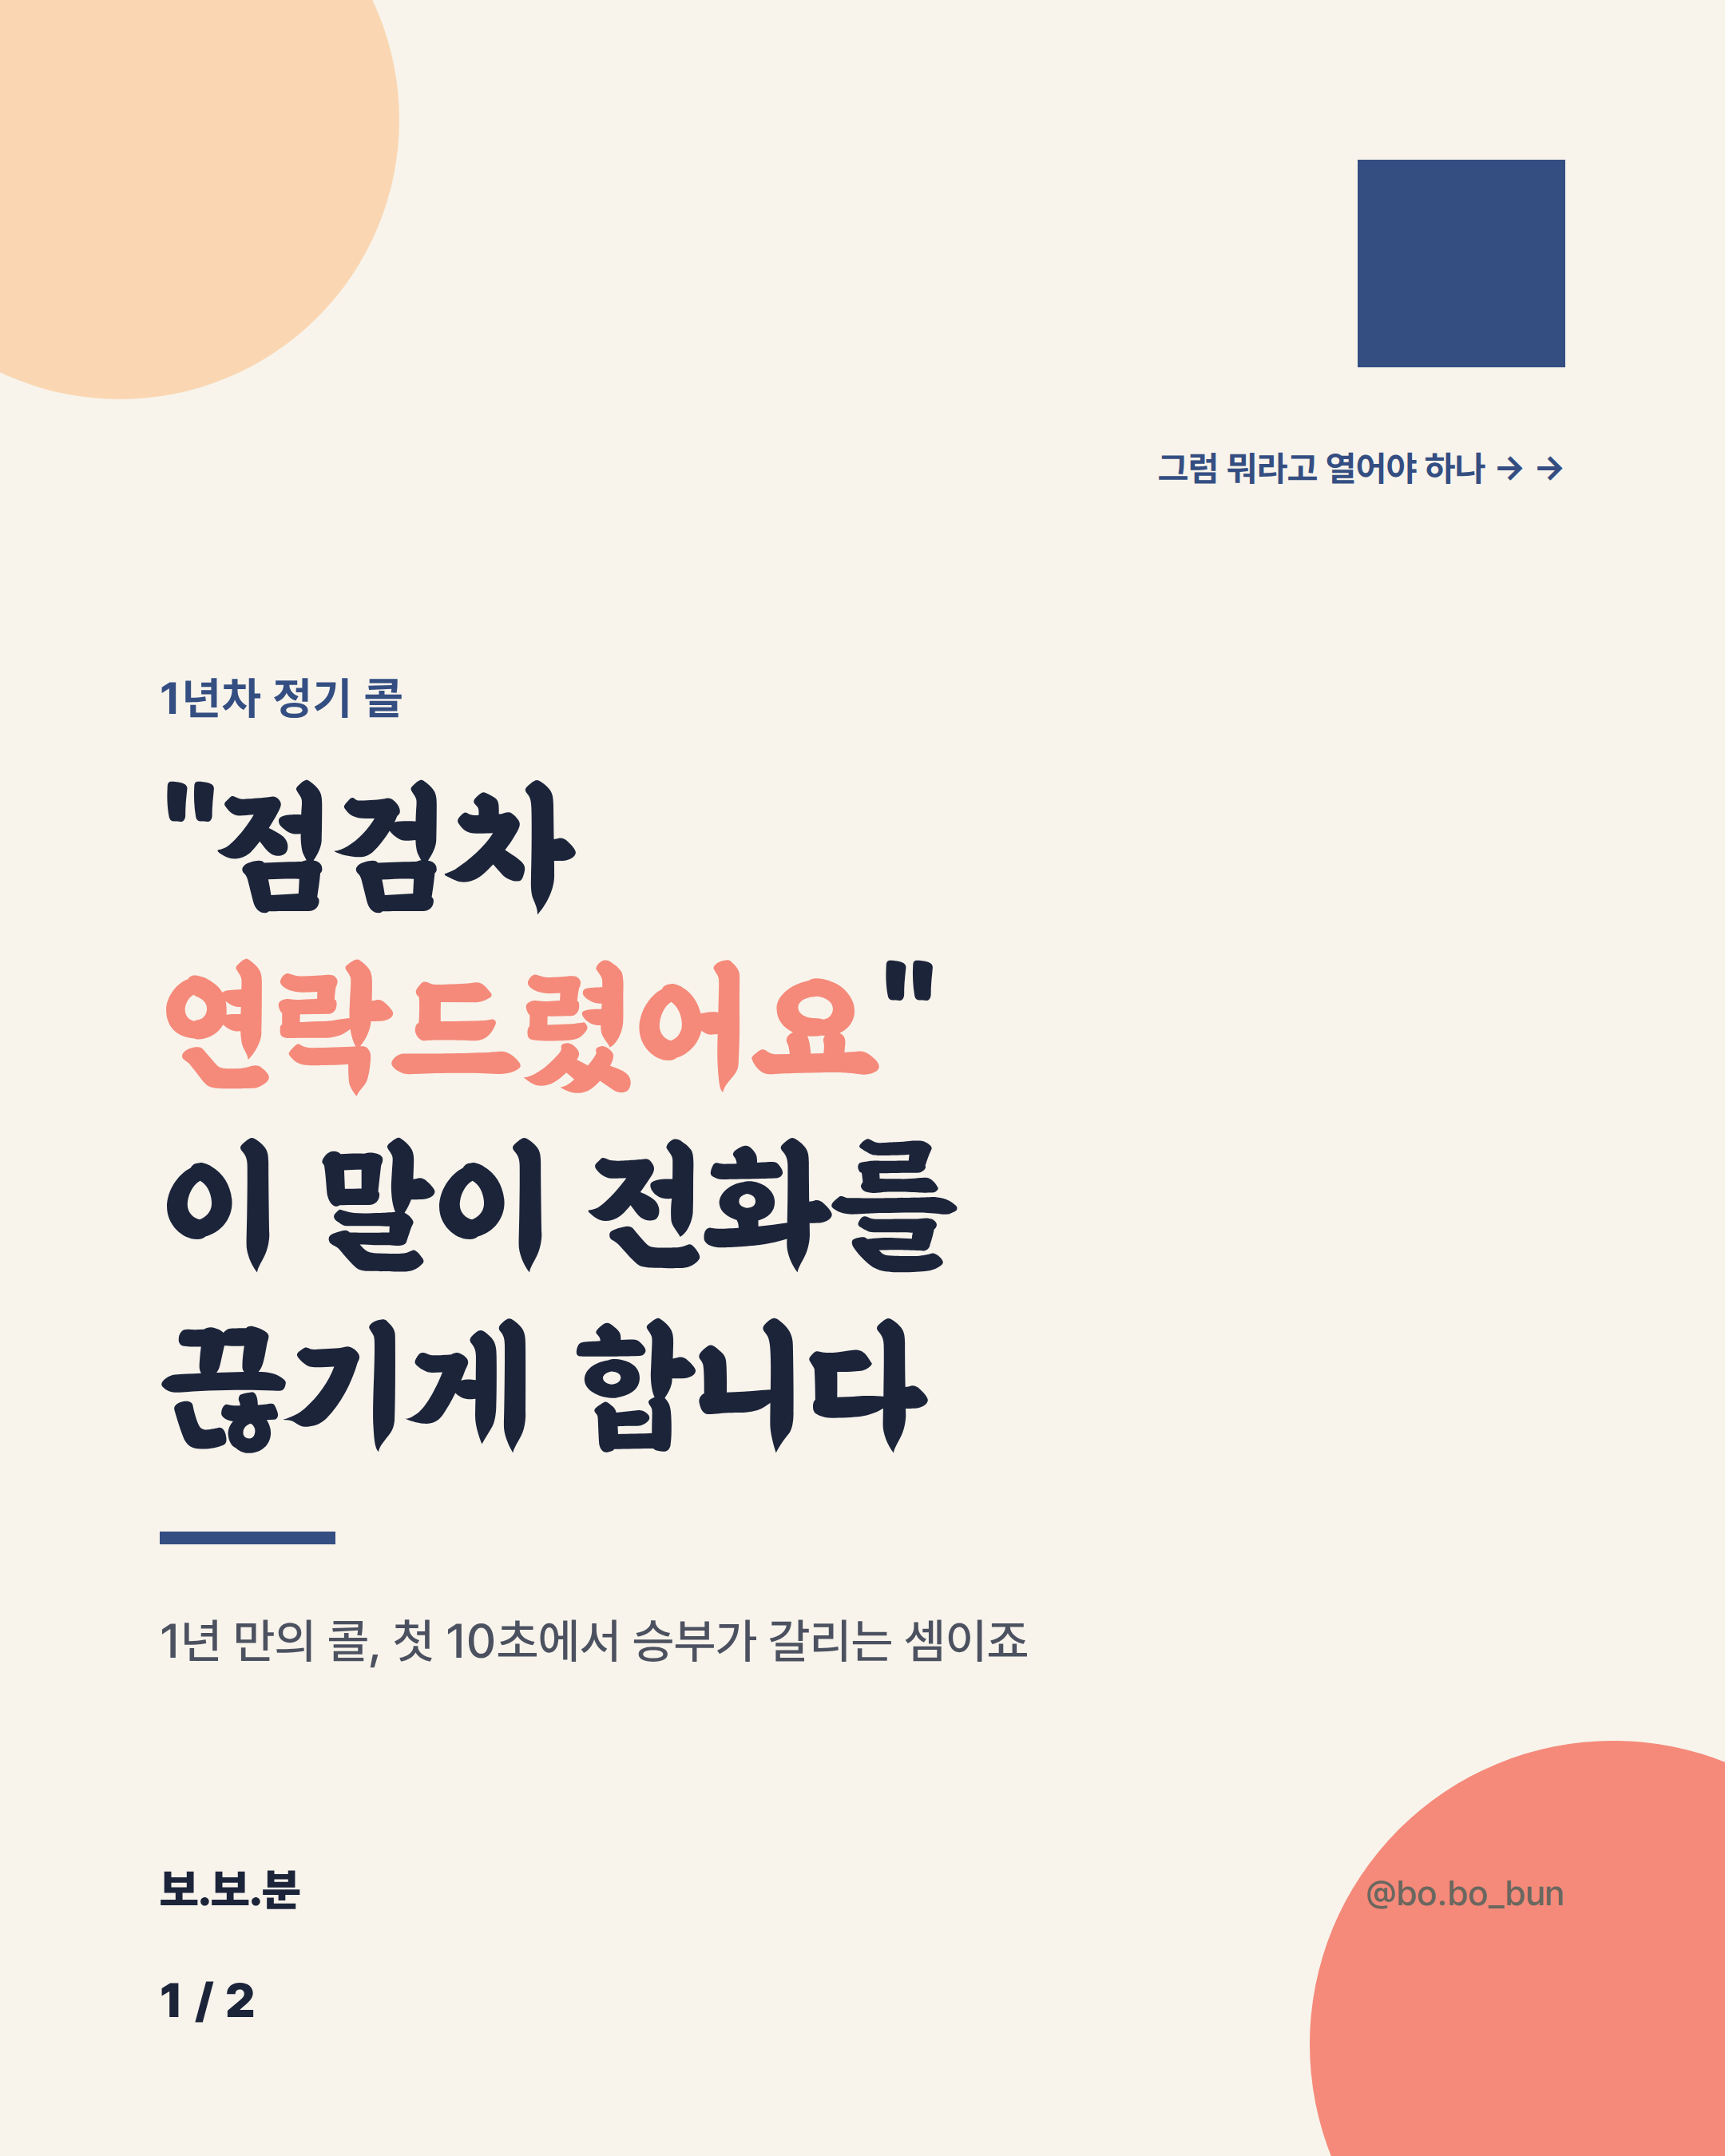 그럼 뭐라고 열어야 하나 → →
1년차 정기 콜
"점검차
연락드렸어요"
이 말이 전화를
끊기게 합니다
1년 만의 콜, 첫 10초에서 승부가 갈리는 셈이죠
보.보.분
@bo.bo_bun
1 / 2